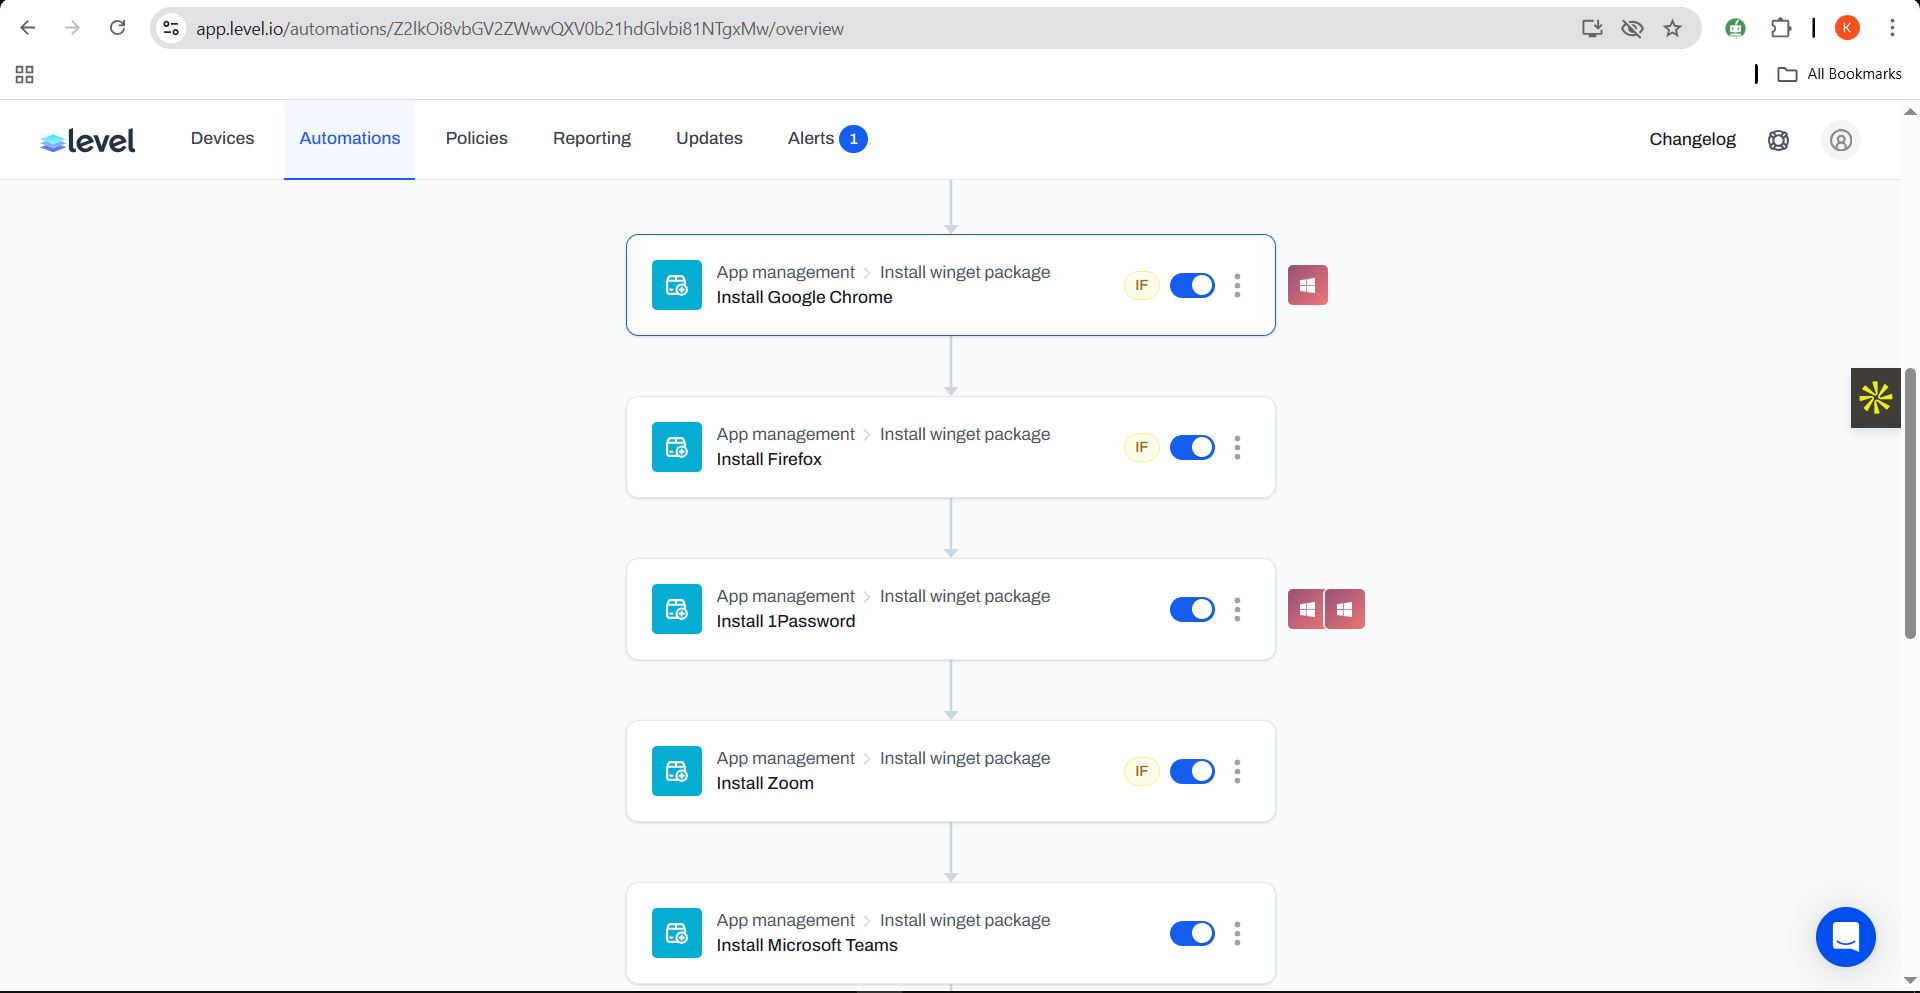 app.level.io/automations/Z2lkOi8vbGV2ZWwvQXV0b21hdGlvbi81NTgxMw/overview
K
All Bookmarks
level
Devices
Automations
Policies
Reporting
Updates
Alerts 1
Changelog
App management > Install winget package
Install Google Chrome
IF
App management > Install winget package
Install Firefox
IF
App management > Install winget package
Install 1Password
App management > Install winget package
Install Zoom
IF
App management > Install winget package
Install Microsoft Teams